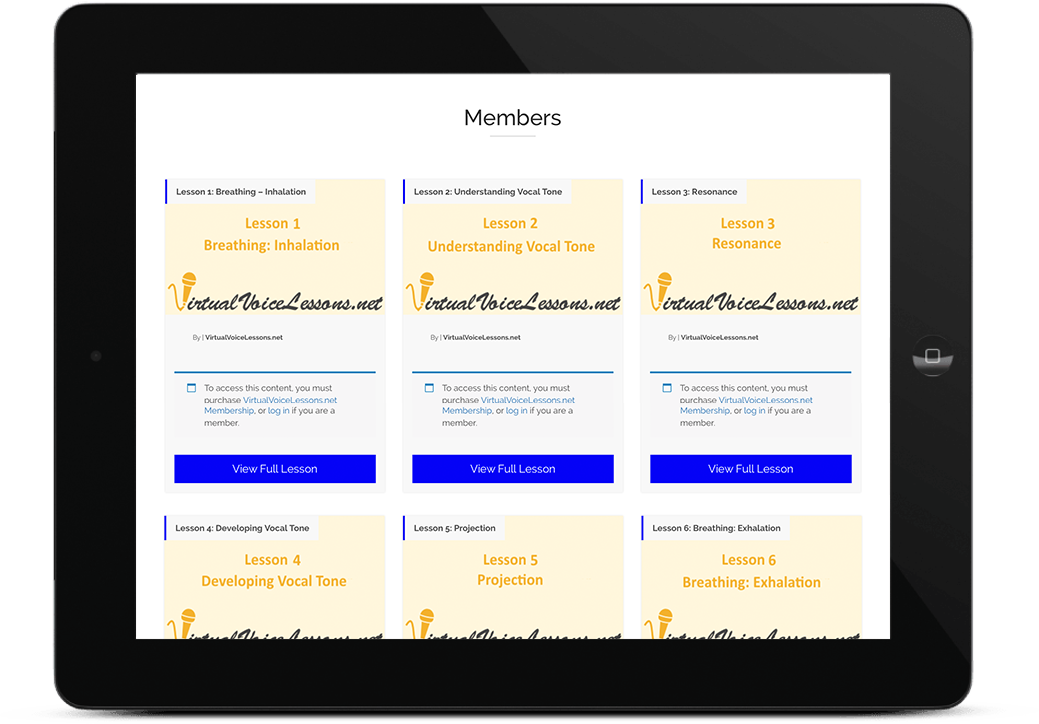 Members
Lesson 1: Breathing – Inhalation
Lesson 1
Breathing: Inhalation
VirtualVoiceLessons.net
By | VirtualVoiceLessons.net
To access this content, you must
purchase VirtualVoiceLessons.net
Membership, or log in if you are a
member.
View Full Lesson
Lesson 2: Understanding Vocal Tone
Lesson 2
Understanding Vocal Tone
VirtualVoiceLessons.net
By | VirtualVoiceLessons.net
To access this content, you must
purchase VirtualVoiceLessons.net
Membership, or log in if you are a
member.
View Full Lesson
Lesson 3: Resonance
Lesson 3
Resonance
VirtualVoiceLessons.net
By | VirtualVoiceLessons.net
To access this content, you must
purchase VirtualVoiceLessons.net
Membership, or log in if you are a
member.
View Full Lesson
Lesson 4: Developing Vocal Tone
Lesson 4
Developing Vocal Tone
VirtualVoiceLessons.net
Lesson 5: Projection
Lesson 5
Projection
VirtualVoiceLessons.net
Lesson 6: Breathing: Exhalation
Lesson 6
Breathing: Exhalation
VirtualVoiceLessons.net